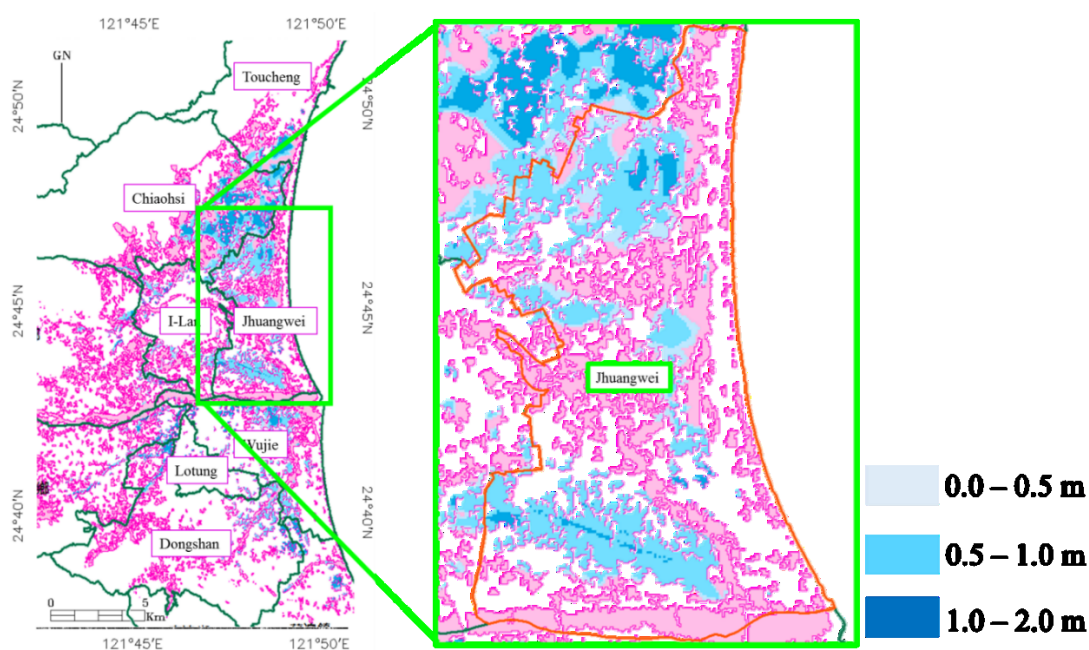 121°45'E
121°50'E
GN
Toucheng
24°50'N
24°50'N
Chiaohsi
24°45'N
I-Lan
Jhuangwei
24°45'N
Jhuangwei
Wujie
Lotung
24°40'N
24°40'N
Dongshan
0.0 – 0.5 m
0.5 – 1.0 m
1.0 – 2.0 m
0 5
Km
121°45'E
121°50'E